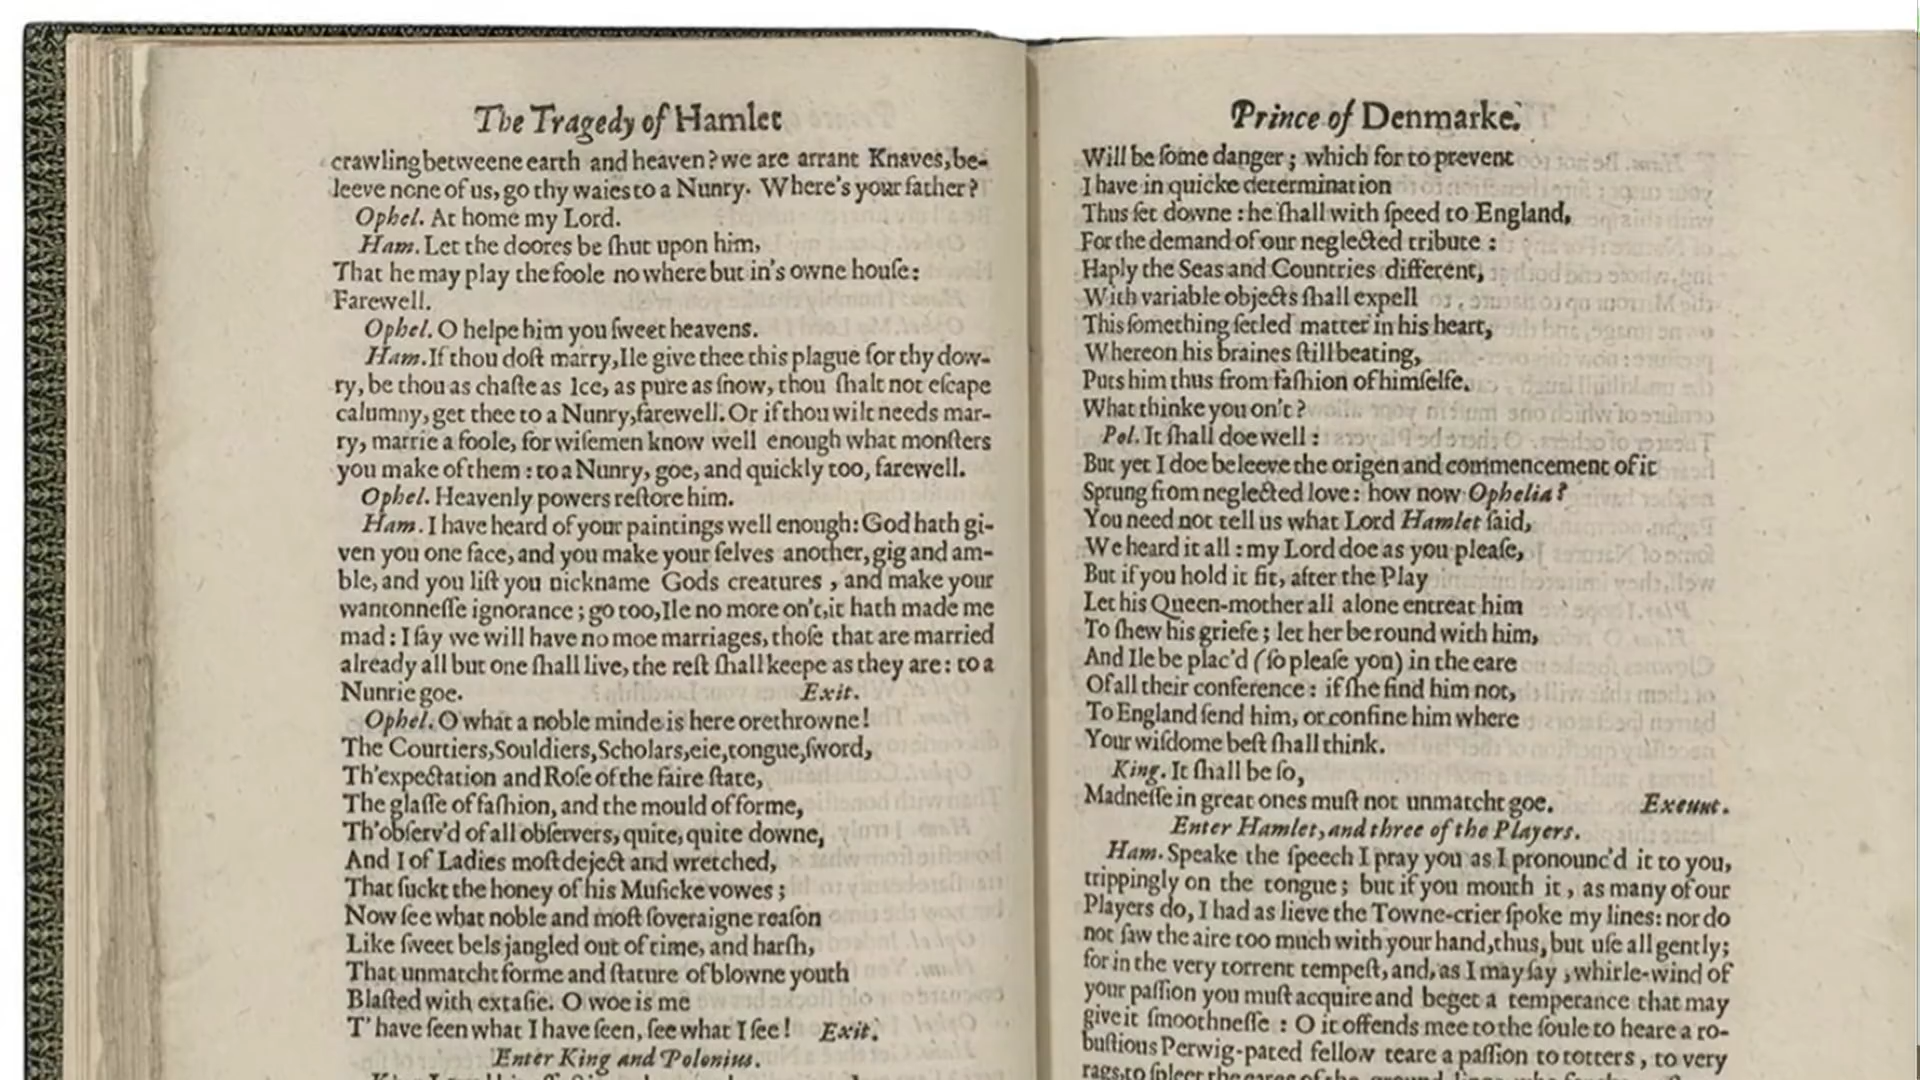 The Tragedy of Hamlet
crawling betweene earth and heaven? we are arrant Knaves, be-
leeve none of us, go thy waies to a Nunry. Where's your father?
Ophel. At home my Lord.
Ham. Let the doores be ſhut upon him,
That he may play the foole no where but in's owne houſe:
Farewell.
Ophel. O helpe him you ſweet heavens.
Ham. If thou doſt marry, Ile give thee this plague for thy dow-
ry, be thou as chaſte as Ice, as pure as ſnow, thou ſhalt not eſcape
calumny, get thee to a Nunry, farewell. Or if thou wilt needs mar-
ry, marrie a foole, for wiſemen know well enough what monſters
you make of them: to a Nunry, goe, and quickly too, farewell.
Ophel. Heavenly powers reſtore him.
Ham. I have heard of your paintings well enough: God hath gi-
ven you one face, and you make your ſelves another, gig and am-
ble, and you liſt you nickname Gods creatures, and make your
wantonneſſe ignorance; go too, Ile no more on't, it hath made me
mad: I ſay we will have no moe marriages, thoſe that are married
already all but one ſhall live, the reſt ſhall keepe as they are: to a
Nunrie goe. Exit.
Ophel. O what a noble minde is here orethrowne!
The Courtiers, Souldiers, Scholars, eie, tongue, ſword,
Th'expectation and Roſe of the faire ſtate,
The glaſſe of faſhion, and the mould of forme,
Th'obſerv'd of all obſervers, quite, quite downe,
And I of Ladies moſt deject and wretched,
That ſuckt the honey of his Muſicke vowes;
Now ſee what noble and moſt ſoveraigne reaſon
Like ſweet bels jangled out of time, and harſh,
That unmatcht forme and ſtature of blowne youth
Blaſted with extaſie. O woe is me
T' have ſeen what I have ſeen, ſee what I ſee! Exit.
Enter King and Polonius.
Prince of Denmarke.
Will be ſome danger; which for to prevent
I have in quicke determination
Thus ſet downe: he ſhall with ſpeed to England,
For the demand of our neglected tribute:
Haply the Seas and Countries different,
With variable objects ſhall expell
This ſomething ſetled matter in his heart,
Whereon his braines ſtill beating,
Puts him thus from faſhion of himſelfe.
What thinke you on't?
Pol. It ſhall doe well:
But yet I doe beleeve the origen and commencement of it
Sprung from neglected love: how now Ophelia?
You need not tell us what Lord Hamlet ſaid,
We heard it all: my Lord doe as you pleaſe,
But if you hold it fit, after the Play
Let his Queen-mother all alone entreat him
To ſhew his griefe; let her be round with him,
And Ile be plac'd (ſo pleaſe you) in the eare
Of all their conference: if ſhe find him not,
To England ſend him, or confine him where
Your wiſdome beſt ſhall think.
King. It ſhall be ſo,
Madneſſe in great ones muſt not unmatcht goe. Exeunt.
Enter Hamlet, and three of the Players.
Ham. Speake the ſpeech I pray you as I pronounc'd it to you,
trippingly on the tongue; but if you mouth it, as many of our
Players do, I had as lieve the Towne-crier ſpoke my lines: nor do
not ſaw the aire too much with your hand, thus, but uſe all gently;
for in the very torrent tempeſt, and, as I may ſay, whirle-wind of
your paſſion you muſt acquire and beget a temperance that may
give it ſmoothneſſe: O it offends mee to the ſoule to heare a ro-
buſtious Perwig-pated fellow teare a paſſion to totters, to very
rags, to ſpleet the eares of the